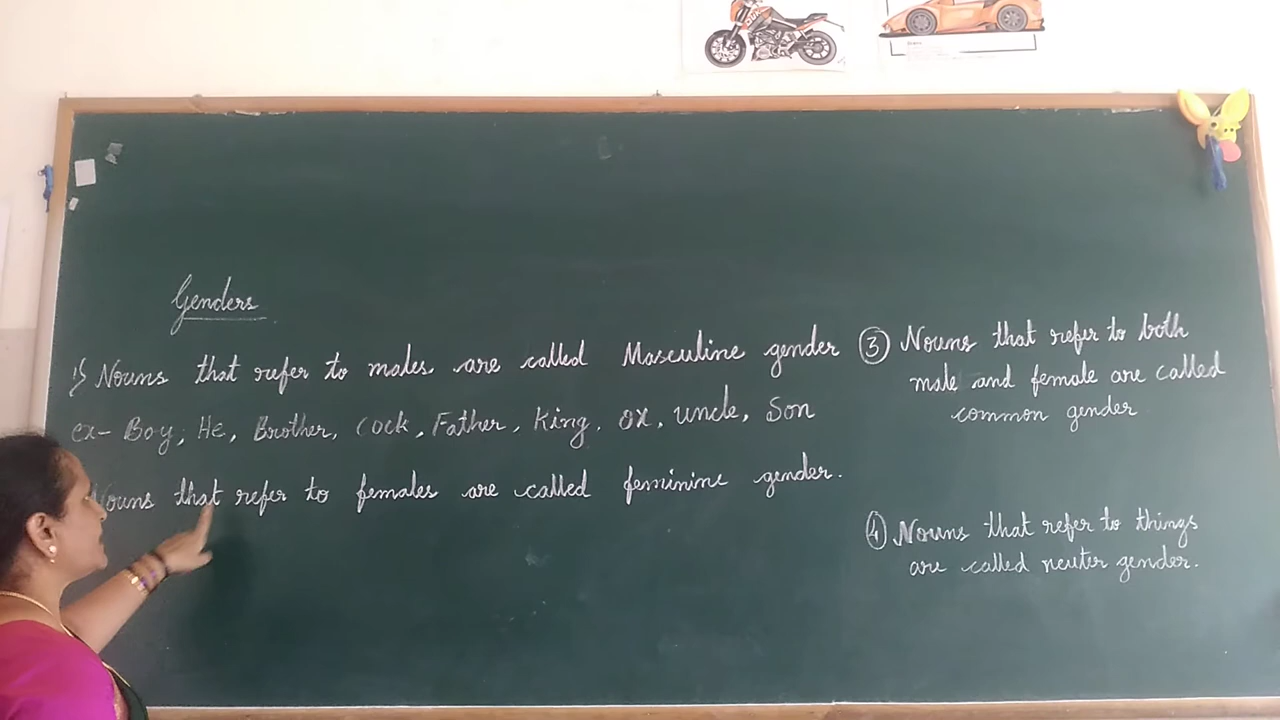 Genders
1) Nouns that refer to males are called Masculine gender
ex- Boy, He, Brother, Cock, Father, King, Ox, Uncle, Son
Nouns that refer to females are called feminine gender.
③ Nouns that refer to both
male and female are called
common gender
④ Nouns that refer to things
are called neuter gender.